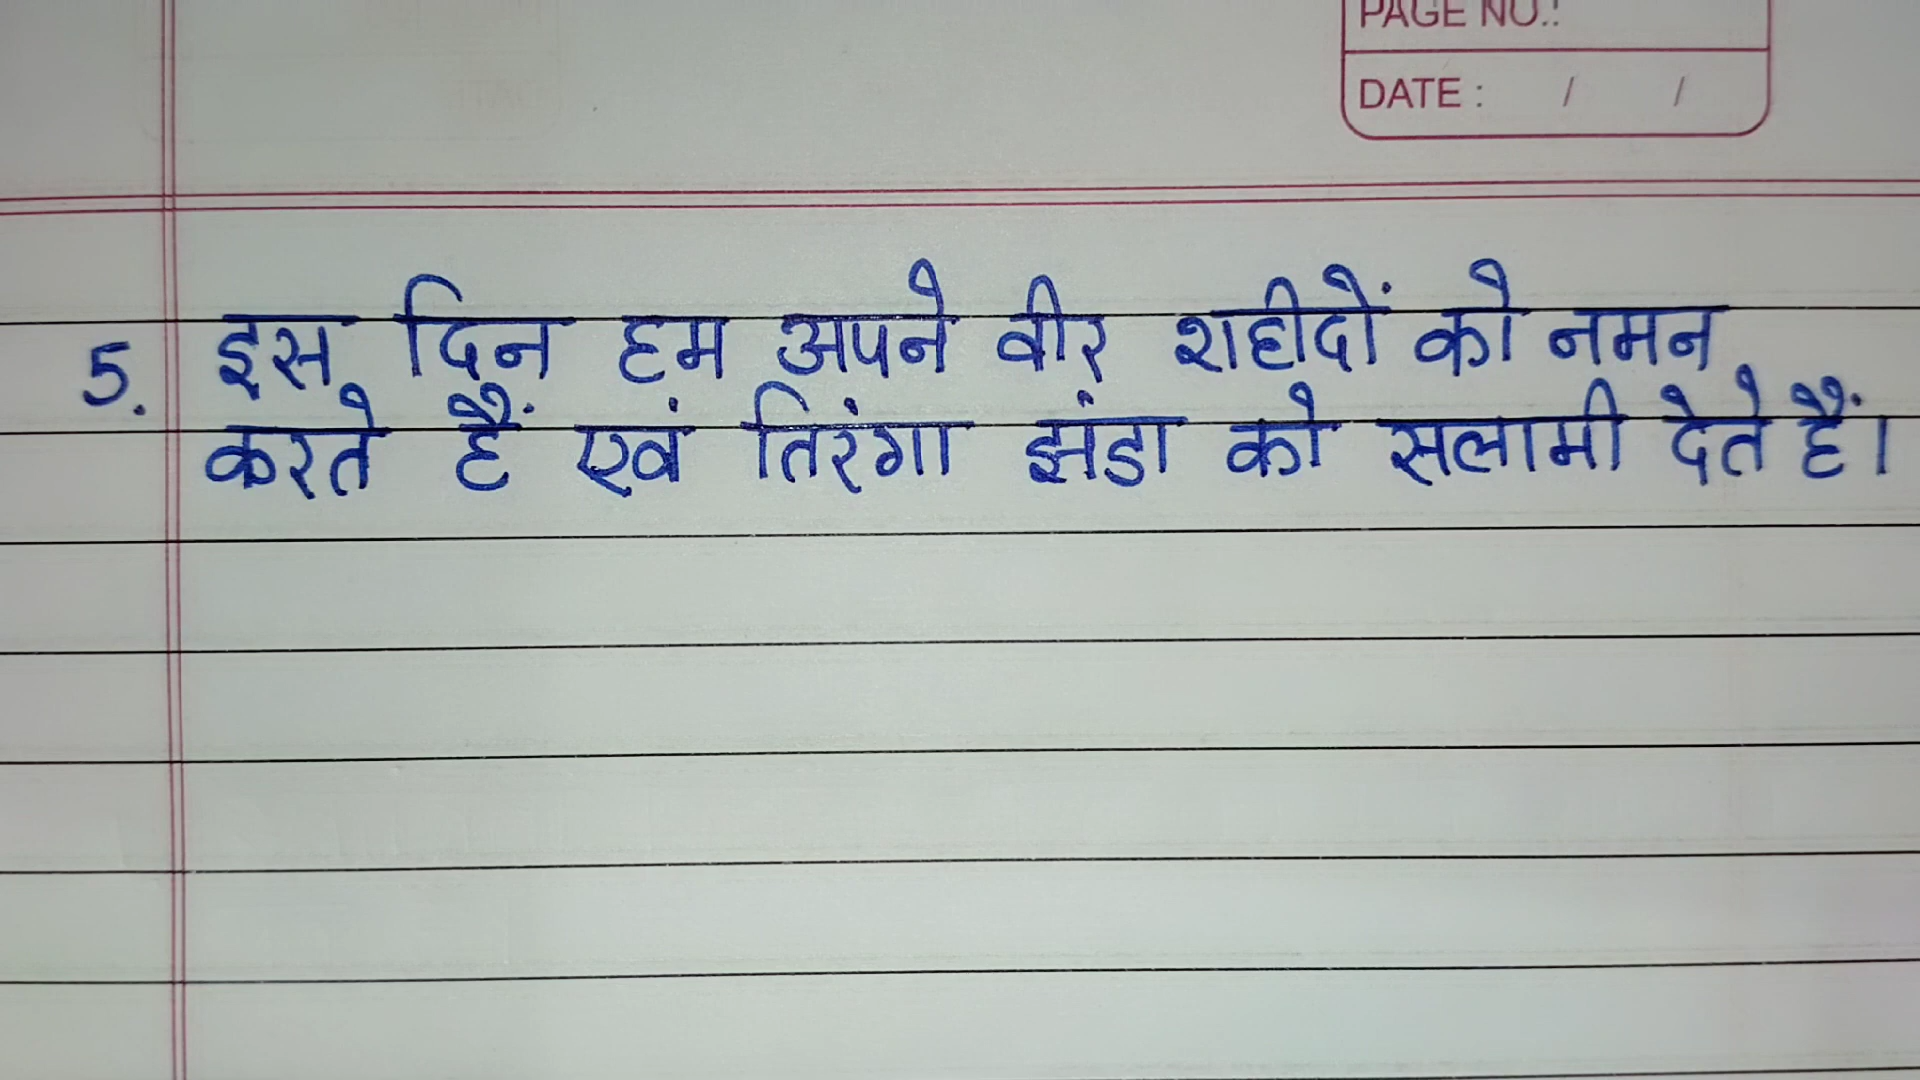 PAGE NO.:
DATE : / /
5. इस दिन हम अपने वीर शहीदों को नमन
करते हैं एवं तिरंगा झंडा को सलामी देते हैं।